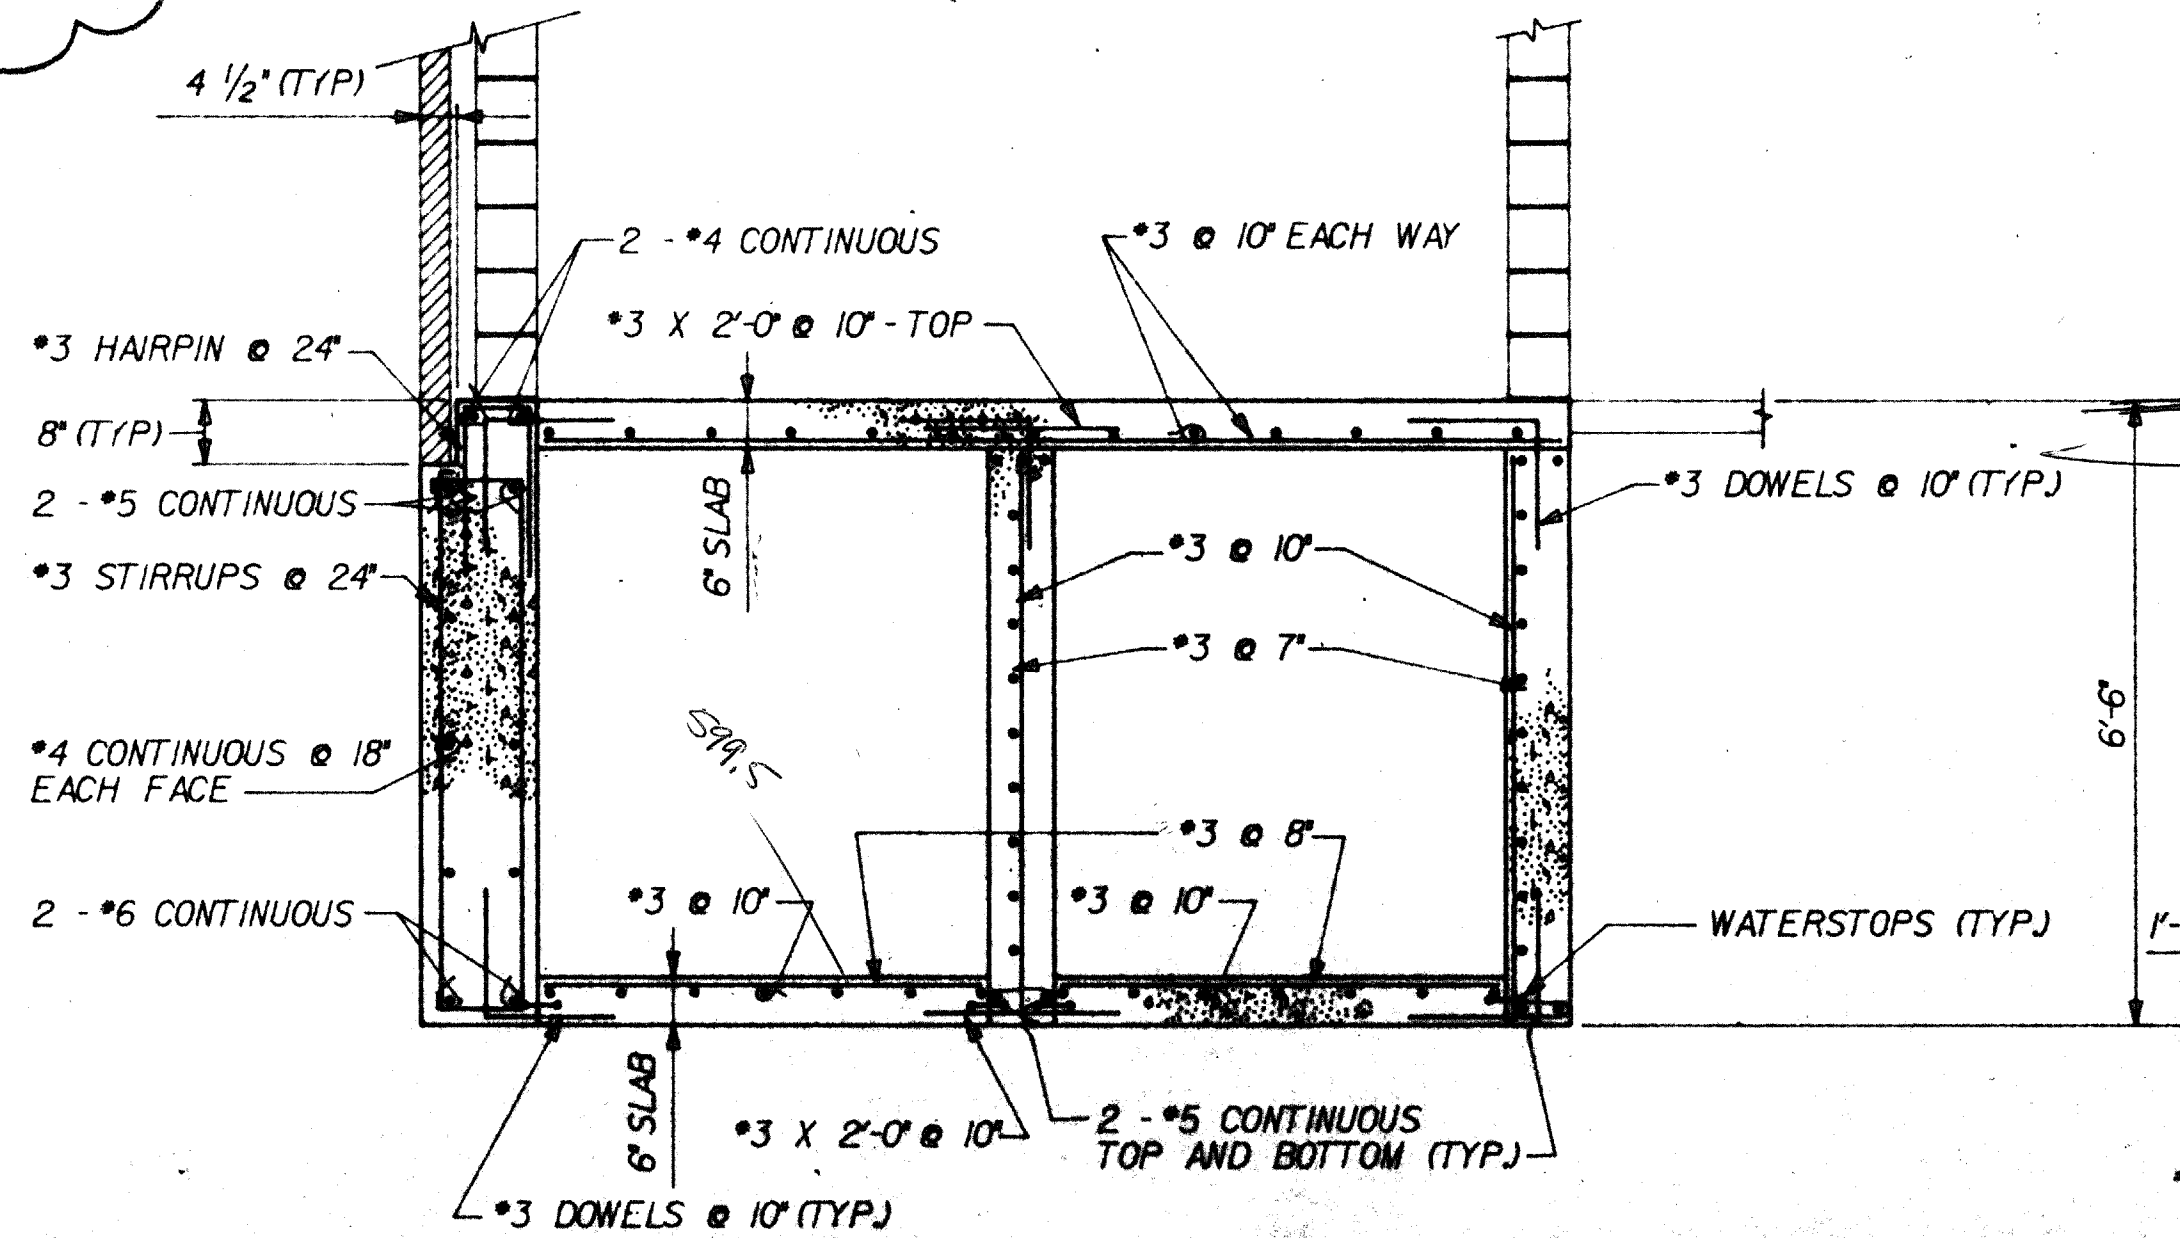 4 1/2" (TYP)
2 - #4 CONTINUOUS
#3 @ 10" EACH WAY
#3 X 2'-0" @ 10" - TOP
#3 HAIRPIN @ 24"
8" (TYP)
2 - #5 CONTINUOUS
6" SLAB
#3 DOWELS @ 10" (TYP.)
#3 @ 10"
#3 STIRRUPS @ 24"
#3 @ 7"
6'-6"
599.5
#4 CONTINUOUS @ 18"
EACH FACE
#3 @ 8"
#3 @ 10"
#3 @ 10"
2 - #6 CONTINUOUS
WATERSTOPS (TYP.)
1'-
6" SLAB
#3 X 2'-0" @ 10"
2 - #5 CONTINUOUS
TOP AND BOTTOM (TYP.)
#3 DOWELS @ 10" (TYP.)